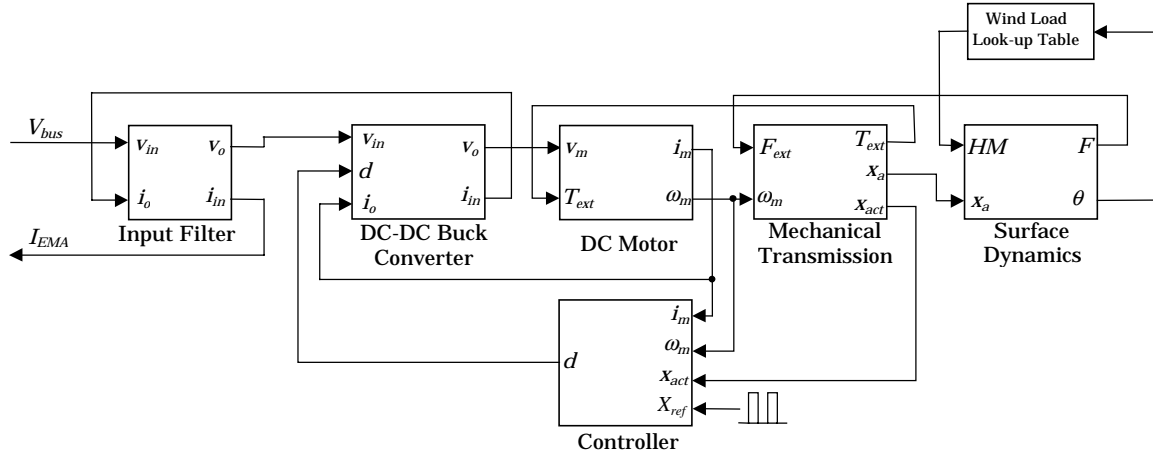 Wind Load
Look-up Table
V_bus
v_in
v_o
i_o
i_in
Input Filter
I_EMA
v_in
d
i_o
v_o
i_in
DC-DC Buck
Converter
v_m
T_ext
i_m
ω_m
DC Motor
F_ext
ω_m
T_ext
x_a
x_act
Mechanical
Transmission
HM
x_a
F
θ
Surface
Dynamics
d
i_m
ω_m
x_act
X_ref
Controller